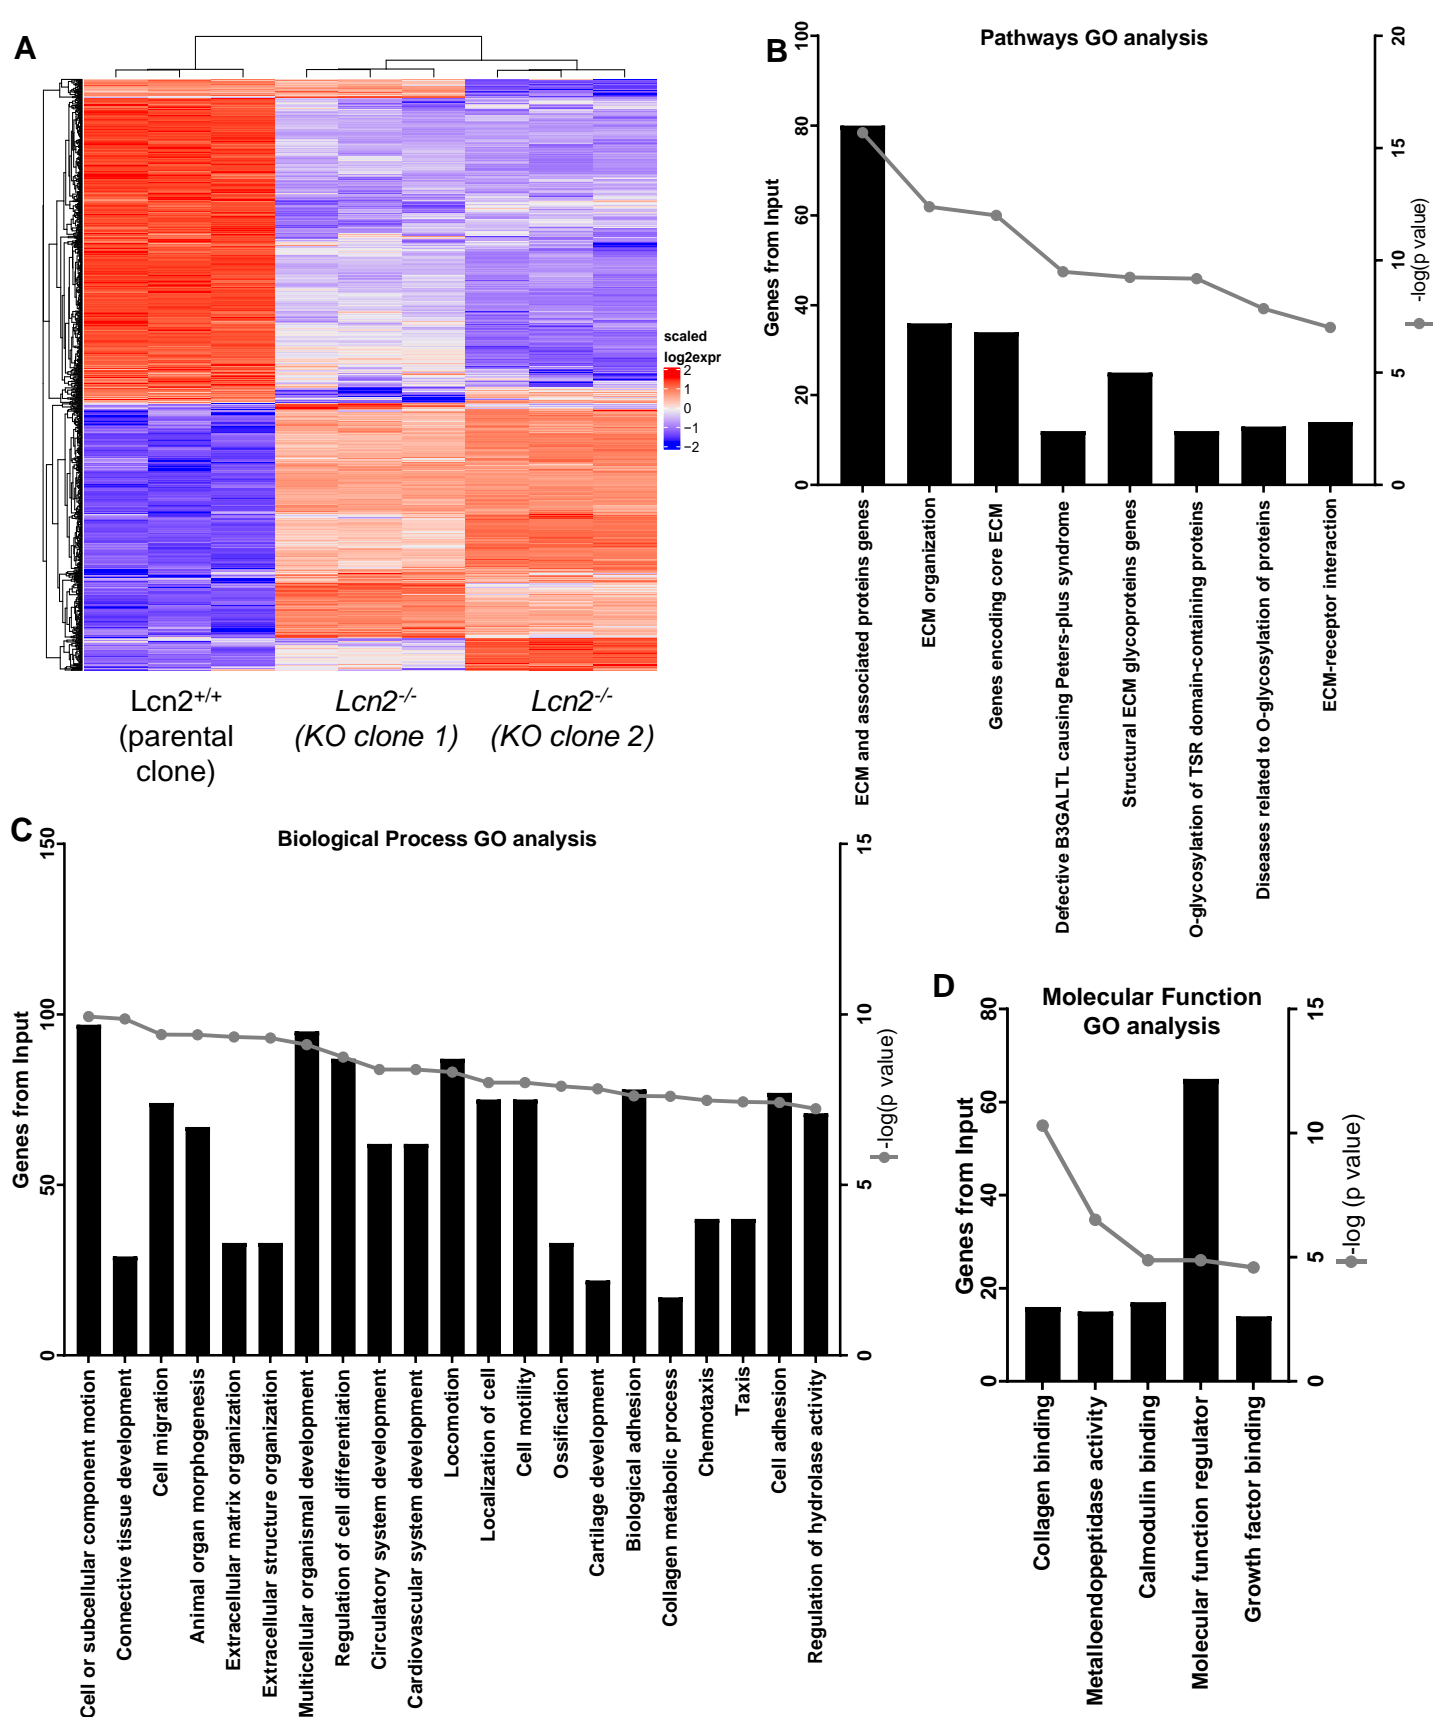 A
scaled
log2expr
2
1
0
−1
−2
Lcn2+/+
(parental
clone)
Lcn2-/-
(KO clone 1)
Lcn2-/-
(KO clone 2)
B
Pathways GO analysis
Genes from Input
0
20
40
60
80
100
-log(p value)
0
5
10
15
20
ECM and associated proteins genes
ECM organization
Genes encoding core ECM
Defective B3GALTL causing Peters-plus syndrome
Structural ECM glycoproteins genes
O-glycosylation of TSR domain-containing proteins
Diseases related to O-glycosylation of proteins
ECM-receptor interaction
C
Biological Process GO analysis
Genes from Input
0
50
100
150
-log(p value)
0
5
10
15
Cell or subcellular component motion
Connective tissue development
Cell migration
Animal organ morphogenesis
Extracellular matrix organization
Extracellular structure organization
Multicellular organismal development
Regulation of cell differentiation
Circulatory system development
Cardiovascular system development
Locomotion
Localization of cell
Cell motility
Ossification
Cartilage development
Biological adhesion
Collagen metabolic process
Chemotaxis
Taxis
Cell adhesion
Regulation of hydrolase activity
D
Molecular Function
GO analysis
Genes from Input
0
20
40
60
80
-log (p value)
0
5
10
15
Collagen binding
Metalloendopeptidase activity
Calmodulin binding
Molecular function regulator
Growth factor binding